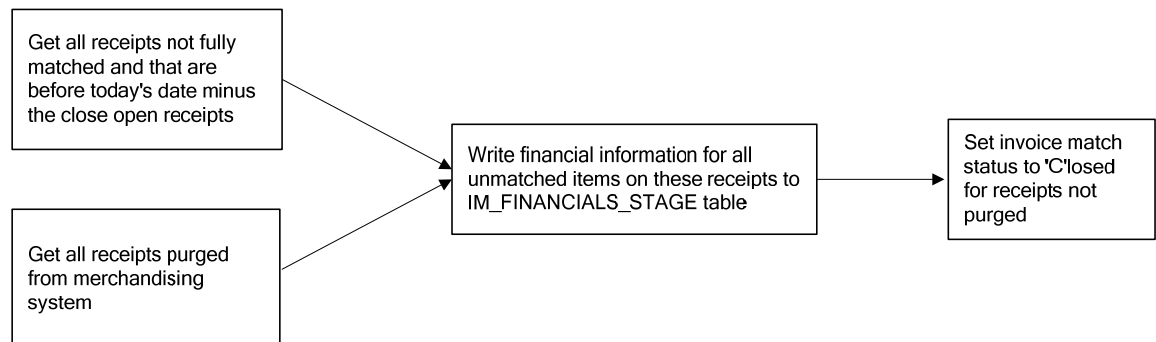 Get all receipts not fully
matched and that are
before today's date minus
the close open receipts
Get all receipts purged
from merchandising
system
Write financial information for all
unmatched items on these receipts to
IM_FINANCIALS_STAGE table
Set invoice match
status to 'C'losed
for receipts not
purged